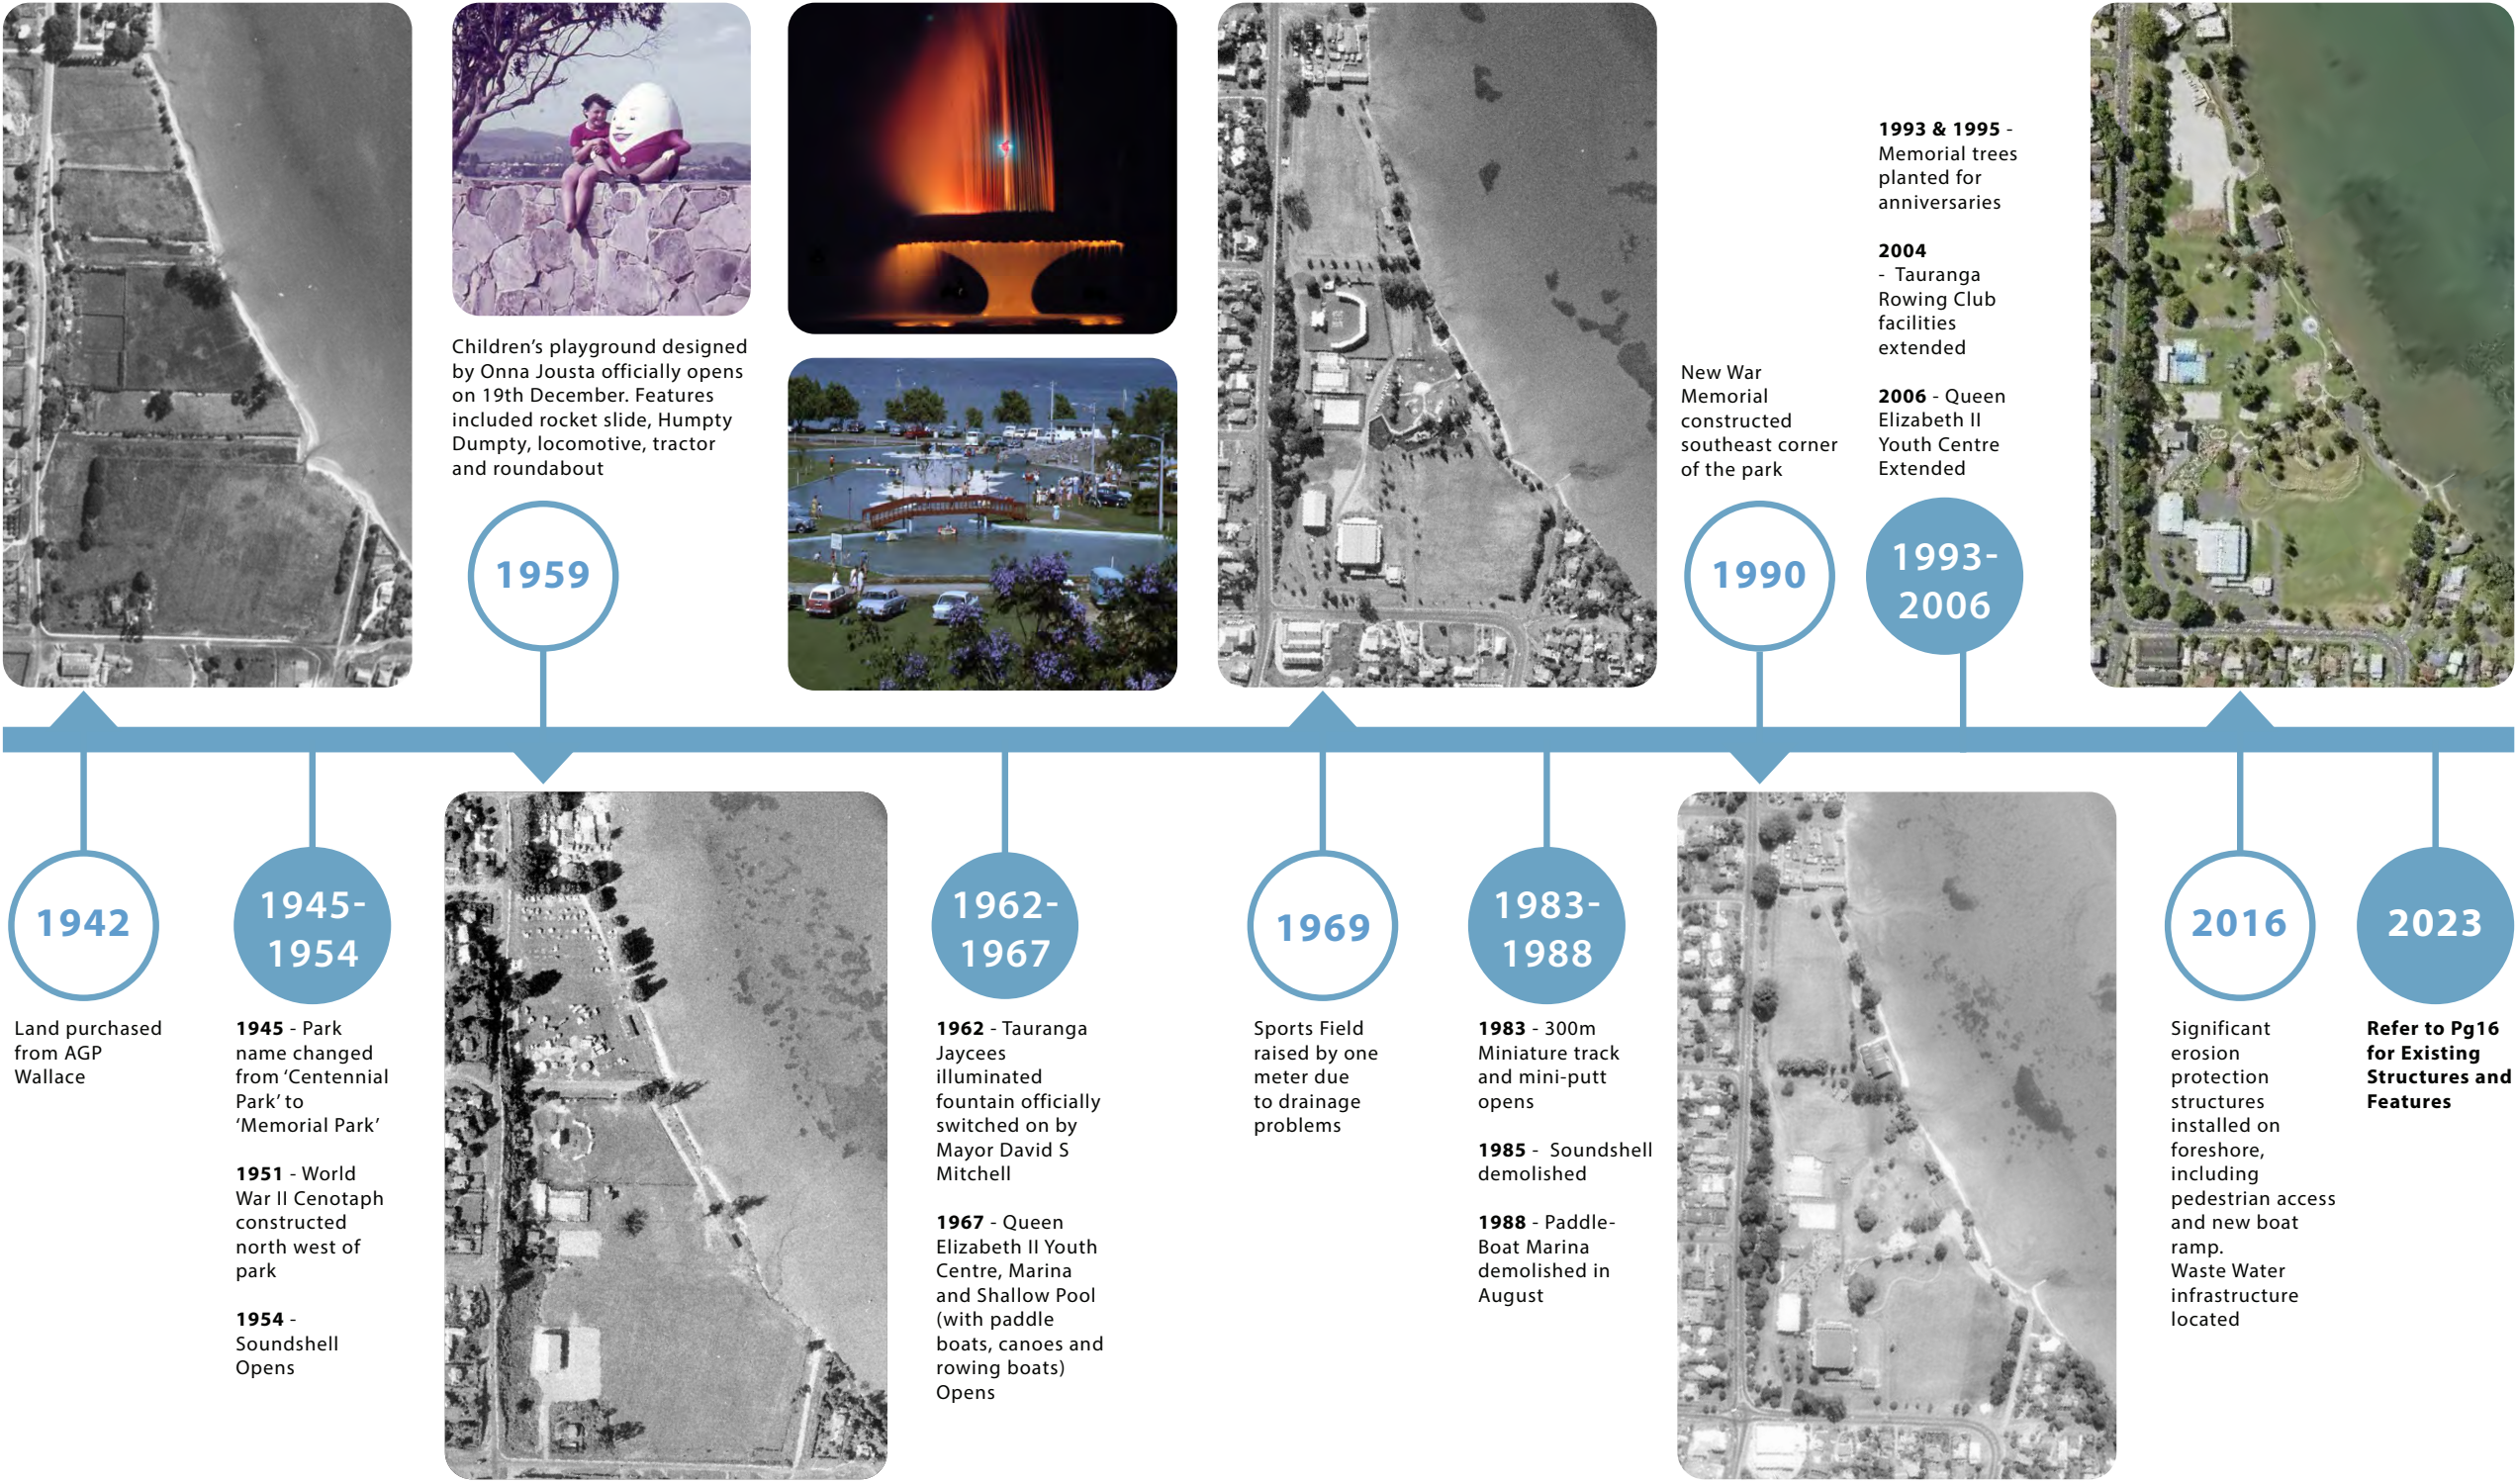 Children's playground designed
by Onna Jousta officially opens
on 19th December. Features
included rocket slide, Humpty
Dumpty, locomotive, tractor
and roundabout
1959
New War
Memorial
constructed
southeast corner
of the park
1990
1993 & 1995 -
Memorial trees
planted for
anniversaries
2004
- Tauranga
Rowing Club
facilities
extended
2006 - Queen
Elizabeth II
Youth Centre
Extended
1993-
2006
1942
Land purchased
from AGP
Wallace
1945-
1954
1945 - Park
name changed
from ‘Centennial
Park’ to
‘Memorial Park’
1951 - World
War II Cenotaph
constructed
north west of
park
1954 -
Soundshell
Opens
1962-
1967
1962 - Tauranga
Jaycees
illuminated
fountain officially
switched on by
Mayor David S
Mitchell
1967 - Queen
Elizabeth II Youth
Centre, Marina
and Shallow Pool
(with paddle
boats, canoes and
rowing boats)
Opens
1969
Sports Field
raised by one
meter due
to drainage
problems
1983-
1988
1983 - 300m
Miniature track
and mini-putt
opens
1985 - Soundshell
demolished
1988 - Paddle-
Boat Marina
demolished in
August
2016
Significant
erosion
protection
structures
installed on
foreshore,
including
pedestrian access
and new boat
ramp.
Waste Water
infrastructure
located
2023
Refer to Pg16
for Existing
Structures and
Features